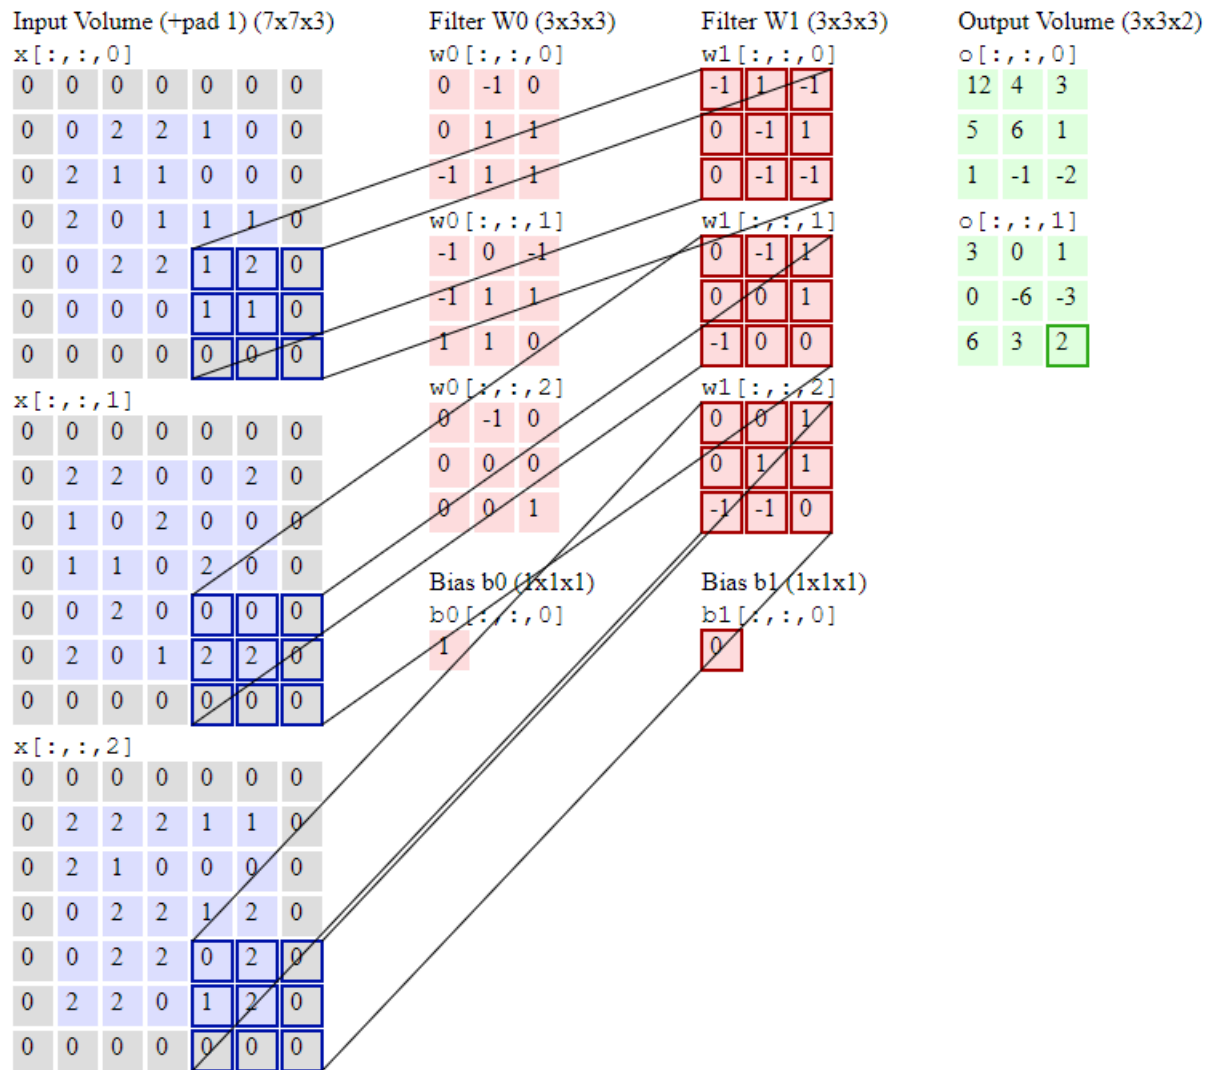 Input Volume (+pad 1) (7x7x3)
x[:,:,0]
0 0 0 0 0 0 0
0 0 2 2 1 0 0
0 2 1 1 0 0 0
0 2 0 1 1 1 0
0 0 2 2 1 2 0
0 0 0 0 1 1 0
0 0 0 0 0 0 0
x[:,:,1]
0 0 0 0 0 0 0
0 2 2 0 0 2 0
0 1 0 2 0 0 0
0 1 1 0 2 0 0
0 0 2 0 0 0 0
0 2 0 1 2 2 0
0 0 0 0 0 0 0
x[:,:,2]
0 0 0 0 0 0 0
0 2 2 2 1 1 0
0 2 1 0 0 0 0
0 0 2 2 1 2 0
0 0 2 2 0 2 0
0 2 2 0 1 2 0
0 0 0 0 0 0 0
Filter W0 (3x3x3)
w0[:,:,0]
0 -1 0
0 1 1
-1 1 1
w0[:,:,1]
-1 0 -1
-1 1 1
1 1 0
w0[:,:,2]
0 -1 0
0 0 0
0 0 1
Bias b0 (1x1x1)
b0[:,:,0]
1
Filter W1 (3x3x3)
w1[:,:,0]
-1 1 -1
0 -1 1
0 -1 -1
w1[:,:,1]
0 -1 1
0 0 1
-1 0 0
w1[:,:,2]
0 0 1
0 1 1
-1 -1 0
Bias b1 (1x1x1)
b1[:,:,0]
0
Output Volume (3x3x2)
o[:,:,0]
12 4 3
5 6 1
1 -1 -2
o[:,:,1]
3 0 1
0 -6 -3
6 3 2